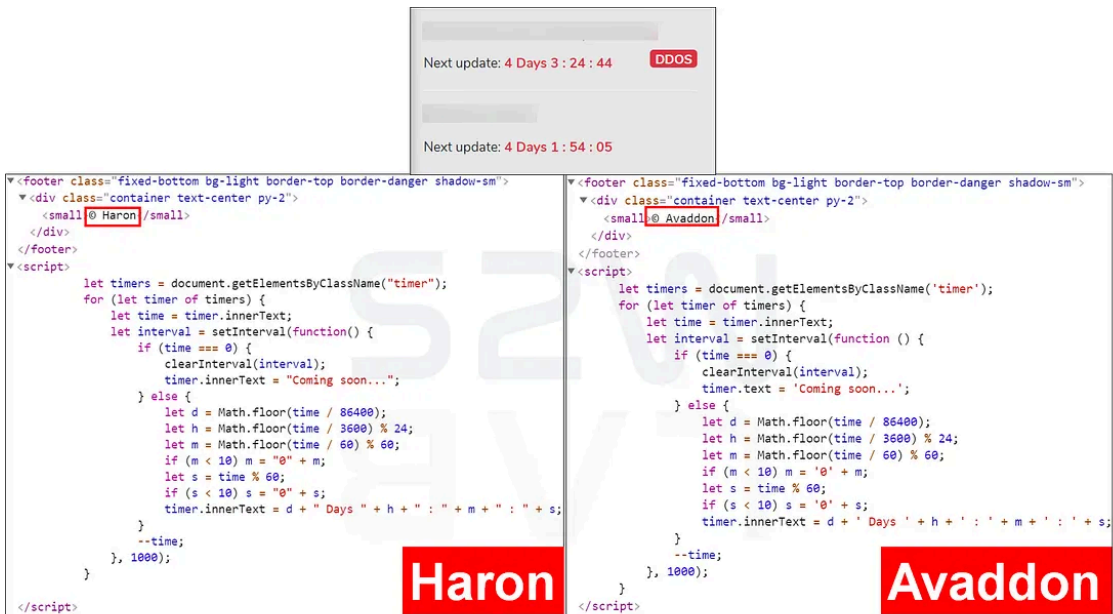 Next update: 4 Days 3 : 24 : 44 DDOS
Next update: 4 Days 1 : 54 : 05
<footer class="fixed-bottom bg-light border-top border-danger shadow-sm">
<div class="container text-center py-2">
<small>© Haron</small>
</div>
</footer>
<script>
let timers = document.getElementsByClassName("timer");
for (let timer of timers) {
let time = timer.innerText;
let interval = setInterval(function() {
if (time === 0) {
clearInterval(interval);
timer.innerText = "Coming soon...";
} else {
let d = Math.floor(time / 86400);
let h = Math.floor(time / 3600) % 24;
let m = Math.floor(time / 60) % 60;
if (m < 10) m = "0" + m;
let s = time % 60;
if (s < 10) s = "0" + s;
timer.innerText = d + " Days " + h + " : " + m + " : " + s;
}
--time;
}, 1000);
}
</script>
Haron
<footer class="fixed-bottom bg-light border-top border-danger shadow-sm">
<div class="container text-center py-2">
<small>© Avaddon</small>
</div>
</footer>
<script>
let timers = document.getElementsByClassName('timer');
for (let timer of timers) {
let time = timer.innerText;
let interval = setInterval(function () {
if (time === 0) {
clearInterval(interval);
timer.text = 'Coming soon...';
} else {
let d = Math.floor(time / 86400);
let h = Math.floor(time / 3600) % 24;
let m = Math.floor(time / 60) % 60;
if (m < 10) m = '0' + m;
let s = time % 60;
if (s < 10) s = '0' + s;
timer.innerText = d + ' Days ' + h + ' : ' + m + ' : ' + s;
}
--time;
}, 1000);
}
</script>
Avaddon